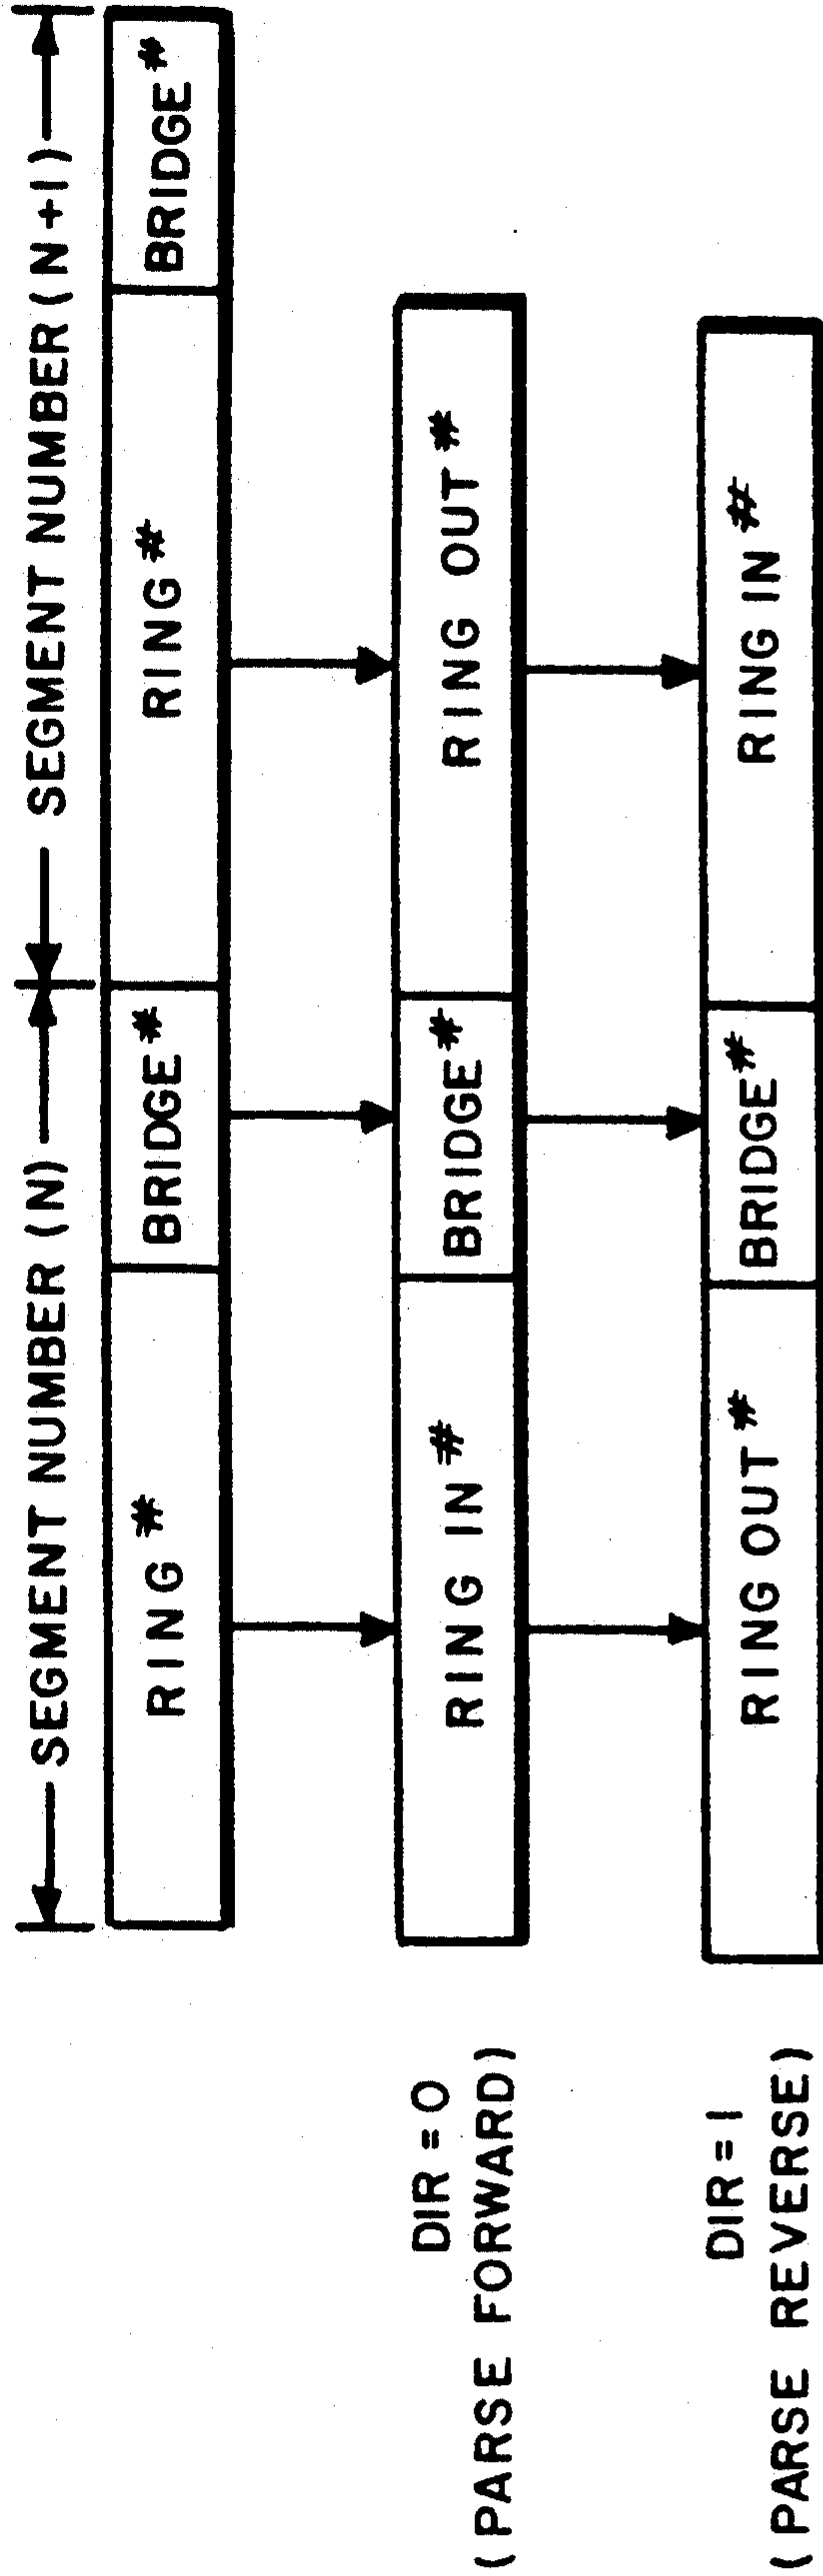 SEGMENT NUMBER (N) SEGMENT NUMBER (N+1)
RING # BRIDGE # RING # BRIDGE #
DIR = 0
(PARSE FORWARD)
RING IN # BRIDGE # RING OUT #
DIR = 1
(PARSE REVERSE)
RING OUT # BRIDGE # RING IN #